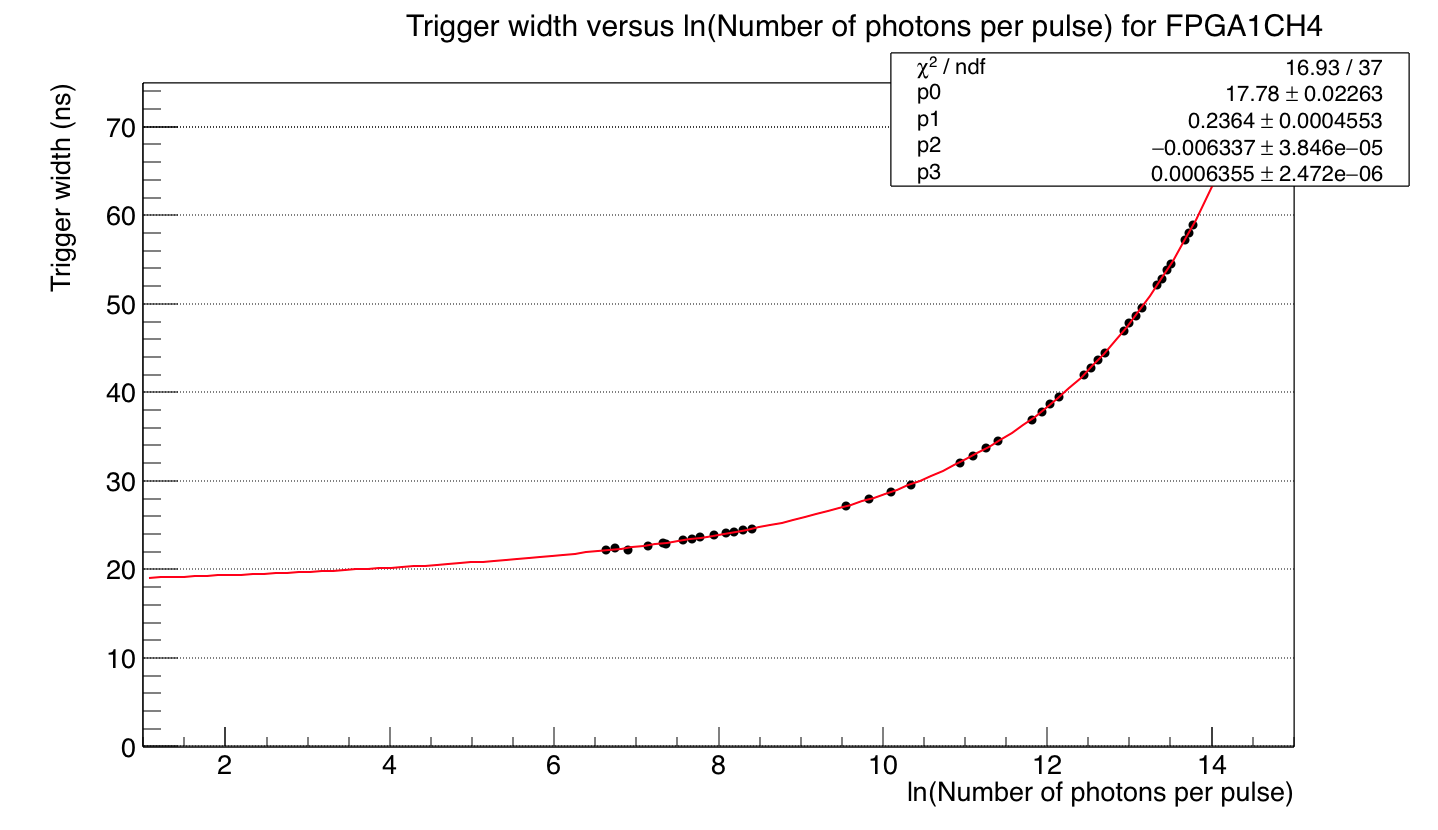 Trigger width versus ln(Number of photons per pulse) for FPGA1CH4
χ² / ndf 16.93 / 37
p0 17.78 ± 0.02263
p1 0.2364 ± 0.0004553
p2 −0.006337 ± 3.846e−05
p3 0.0006355 ± 2.472e−06
Trigger width (ns)
70
60
50
40
30
20
10
0
2 4 6 8 10 12 14
ln(Number of photons per pulse)